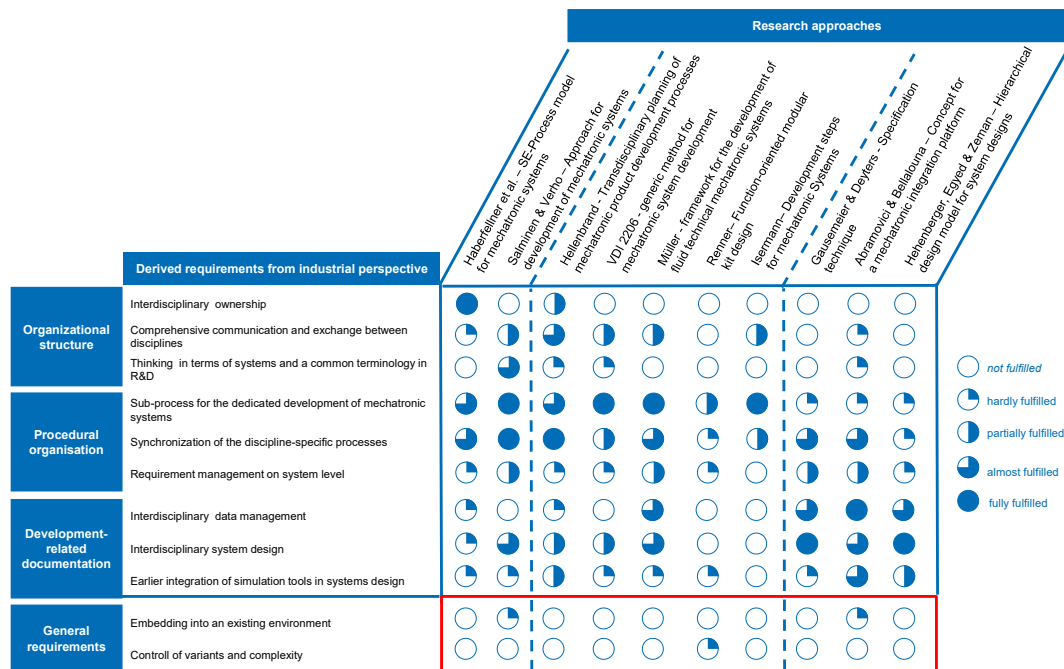 Research approaches
Haberfellner et al. – SE-Process model
for mechatronic systems
Salminen & Verho – Approach for
development of mechatronic systems
Hellenbrand - Transdisciplinary planning of
mechatronic product development processes
VDI 2206 - generic method for
mechatronic system development
Müller - framework for the development of
fluid technical mechatronic systems
Renner– Function-oriented modular
kit design
Isermann– Development steps
for mechatronic Systems
Gausemeier & Deyters - Specification
technique
Abramovici & Bellalouna – Concept for
a mechatronic integration platform
Hehenberger, Egyed & Zeman – Hierarchical
design model for system designs
Derived requirements from industrial perspective
Organizational
structure
Interdisciplinary ownership
Comprehensive communication and exchange between
disciplines
Thinking in terms of systems and a common terminology in
R&D
Procedural
organisation
Sub-process for the dedicated development of mechatronic
systems
Synchronization of the discipline-specific processes
Requirement management on system level
Development-
related
documentation
Interdisciplinary data management
Interdisciplinary system design
Earlier integration of simulation tools in systems design
General
requirements
Embedding into an existing environment
Controll of variants and complexity
not fulfilled
hardly fulfilled
partially fulfilled
almost fulfilled
fully fulfilled